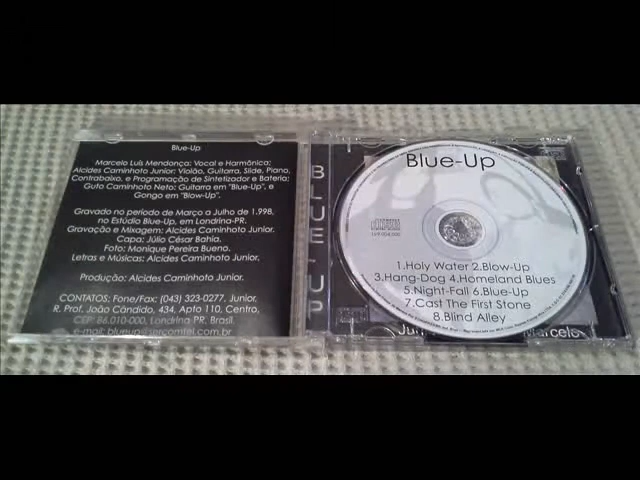 Blue-Up
Marcelo Luís Mendonça: Vocal e Harmônica;
Alcides Caminhoto Junior: Violão, Guitarra, Slide, Piano,
Contrabaixo, e Programação de Sintetizador e Bateria;
Guto Caminhoto Neto: Guitarra em "Blue-Up", e
Gongo em "Blow-Up".
Gravado no período de Março a Julho de 1.998,
no Estúdio Blue-Up, em Londrina-PR.
Gravação e Mixagem: Alcides Caminhoto Junior.
Capa: Júlio César Bahia.
Foto: Monique Pereira Bueno.
Letras e Músicas: Alcides Caminhoto Junior.
Produção: Alcides Caminhoto Junior.
CONTATOS: Fone/Fax: (043) 323-0277, Junior.
R. Prof. João Cândido, 434, Apto 110, Centro,
CEP: 86.010-000, Londrina-PR, Brasil.
e-mail: blueup@sercomtel.com.br
BLUE-UP
Blue-Up
1.Holy Water 2.Blow-Up
3.Hang-Dog 4.Homeland Blues
5.Night-Fall 6.Blue-Up
7.Cast The First Stone
8.Blind Alley
Marcelo